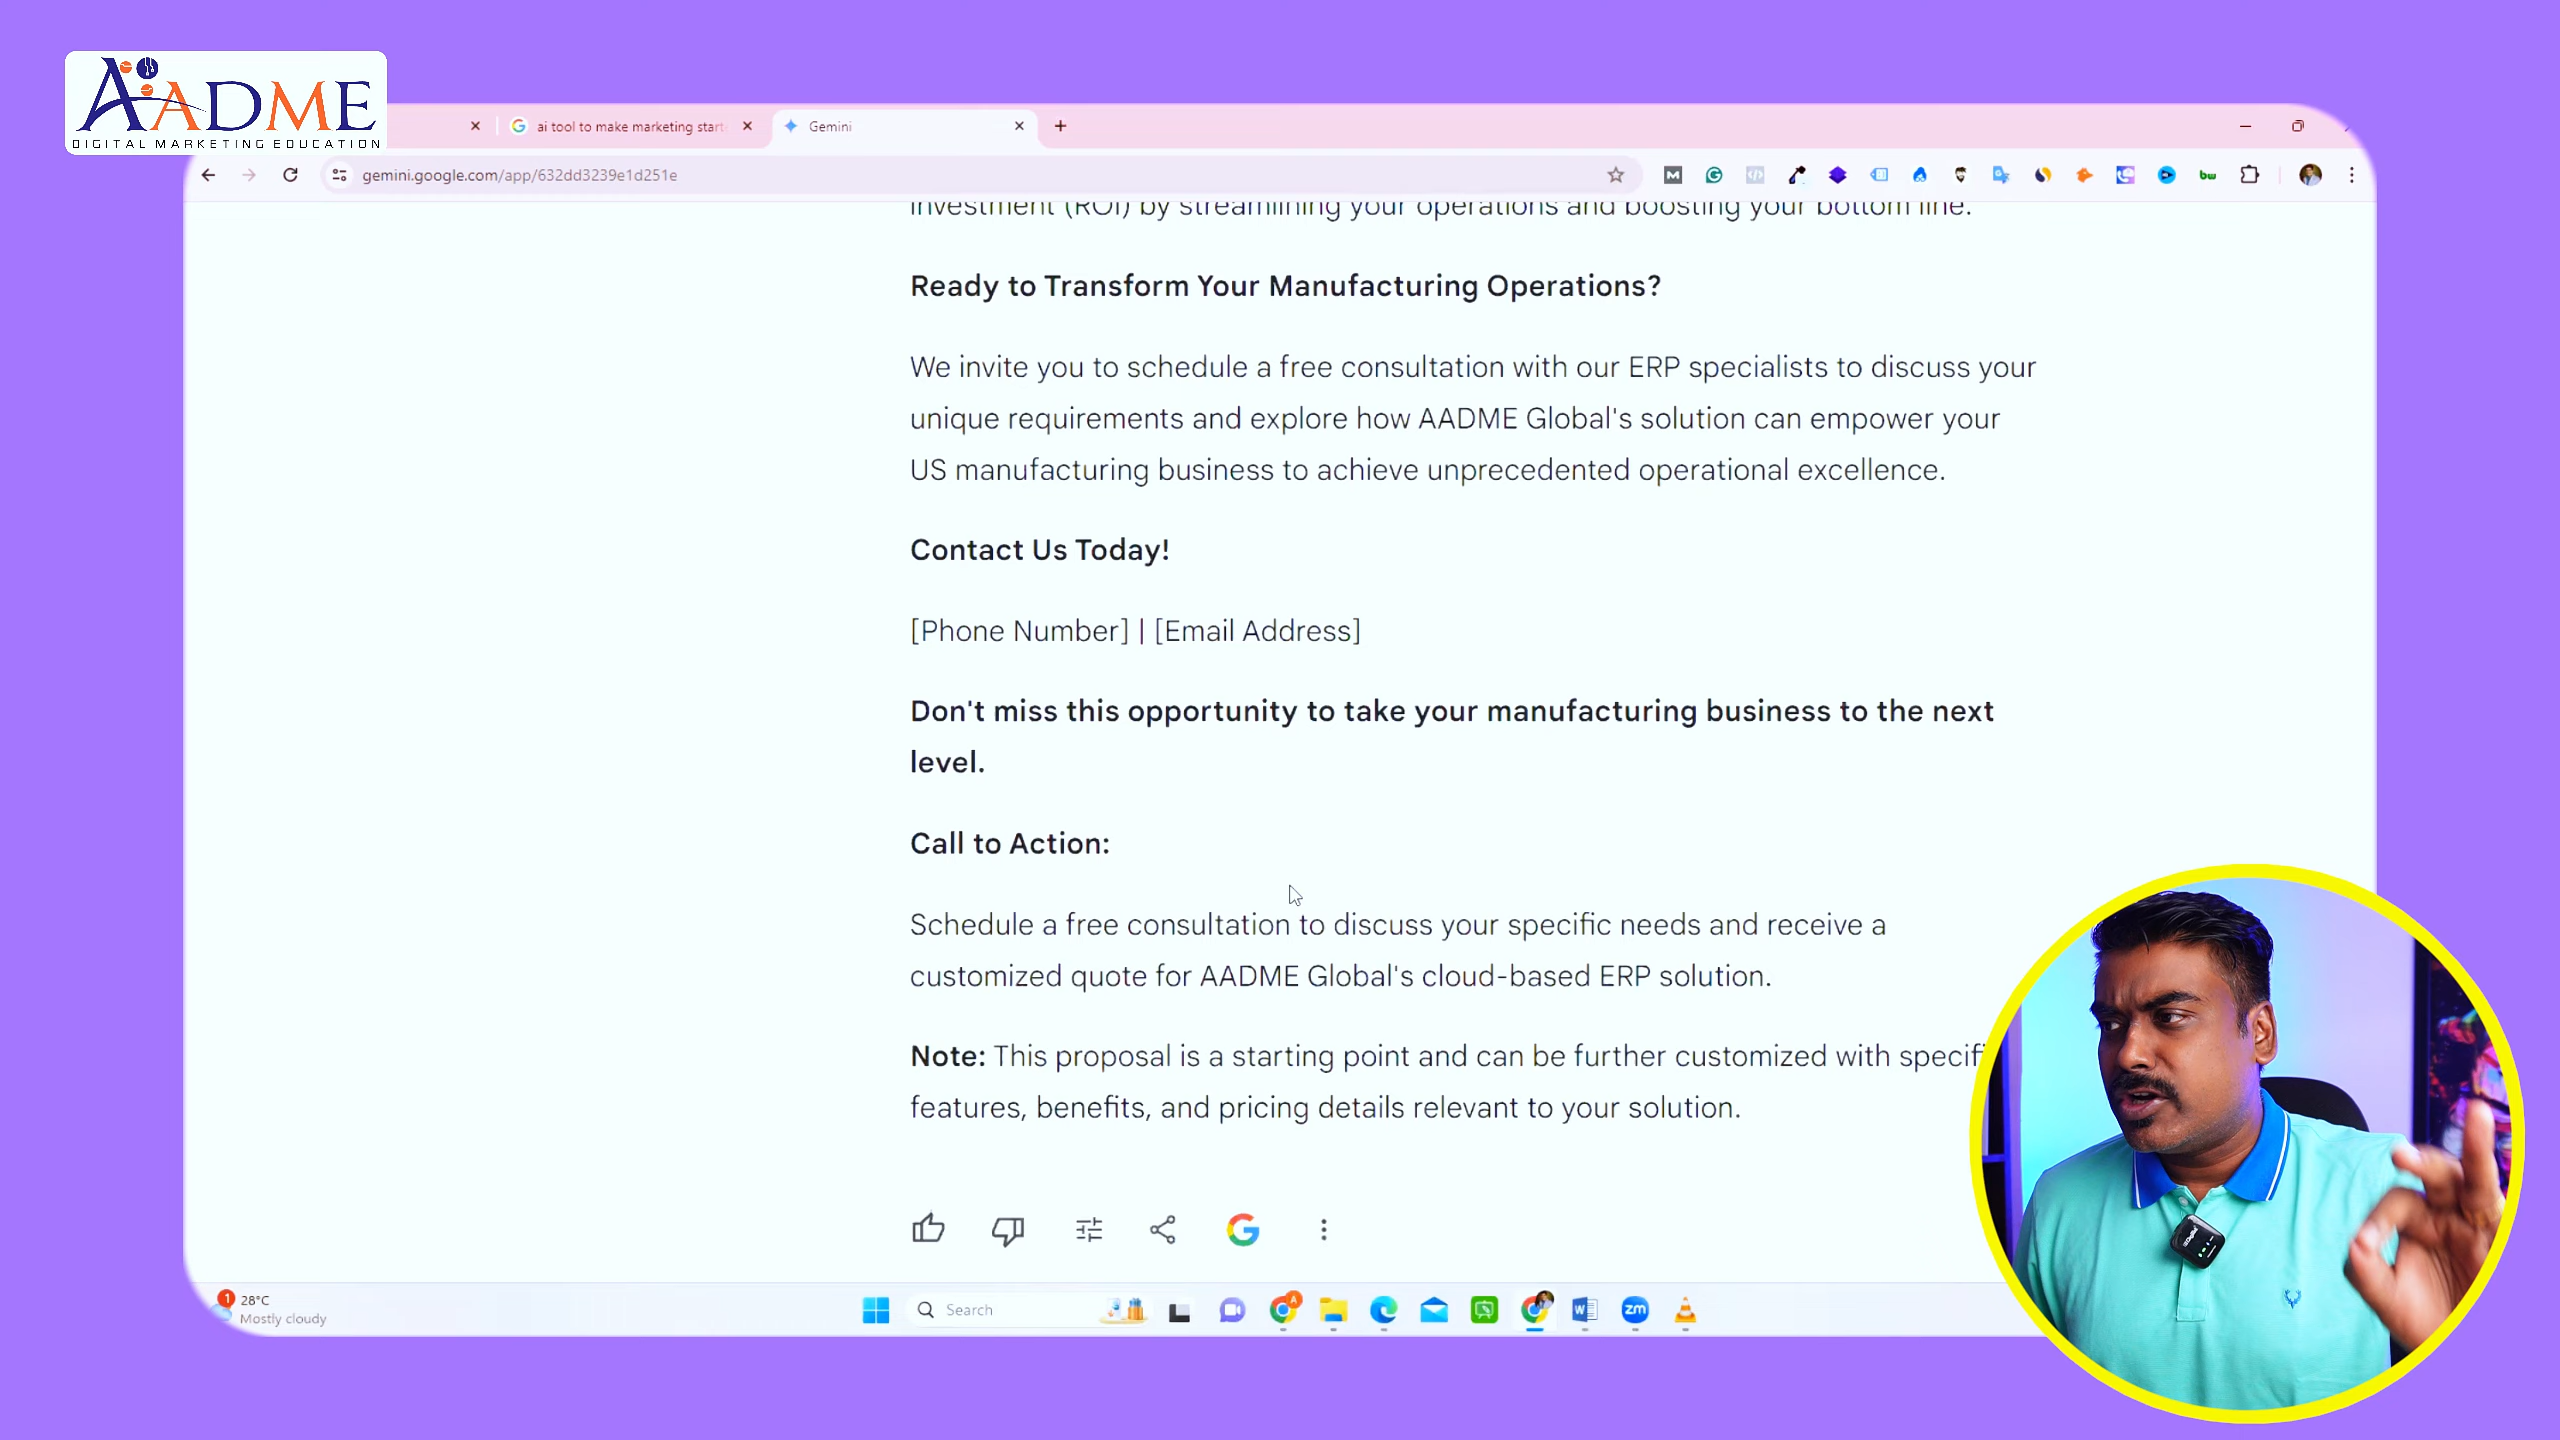 AADME
DIGITAL MARKETING EDUCATION
ai tool to make marketing start
Gemini
gemini.google.com/app/632dd3239e1d251e
investment (ROI) by streamlining your operations and boosting your bottom line.
Ready to Transform Your Manufacturing Operations?
We invite you to schedule a free consultation with our ERP specialists to discuss your
unique requirements and explore how AADME Global's solution can empower your
US manufacturing business to achieve unprecedented operational excellence.
Contact Us Today!
[Phone Number] | [Email Address]
Don't miss this opportunity to take your manufacturing business to the next
level.
Call to Action:
Schedule a free consultation to discuss your specific needs and receive a
customized quote for AADME Global's cloud-based ERP solution.
Note: This proposal is a starting point and can be further customized with specifi
features, benefits, and pricing details relevant to your solution.
1
28°C
Mostly cloudy
Search
zm